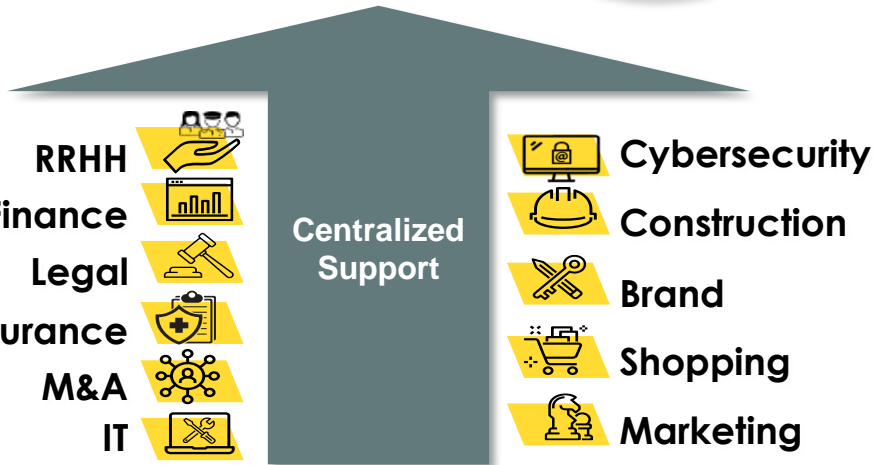 RRHH
inance
Legal
urance
M&A
IT
Centralized
Support
Cybersecurity
@
Construction
Brand
Shopping
Marketing